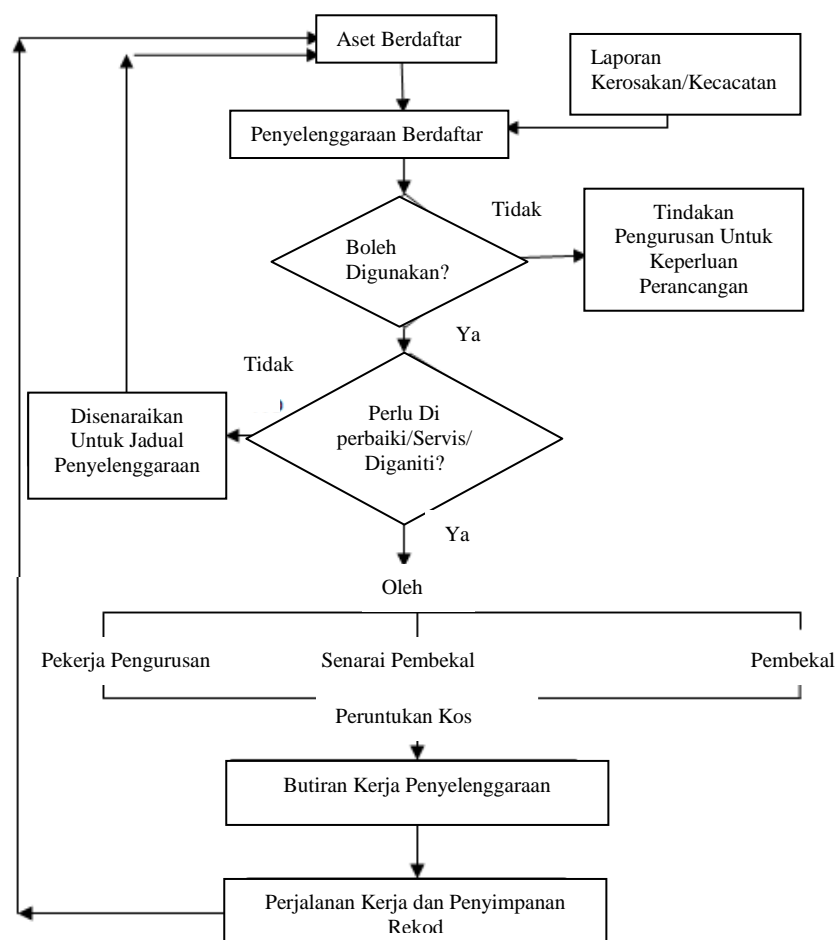 Aset Berdaftar
Laporan
Kerosakan/Kecacatan
Penyelenggaraan Berdaftar
Tidak
Boleh
Digunakan?
Tindakan
Pengurusan Untuk
Keperluan
Perancangan
Ya
Tidak
Disenaraikan
Untuk Jadual
Penyelenggaraan
Perlu Di
perbaiki/Servis/
Diganiti?
Ya
Oleh
Pekerja Pengurusan
Senarai Pembekal
Pembekal
Peruntukan Kos
Butiran Kerja Penyelenggaraan
Perjalanan Kerja dan Penyimpanan
Rekod